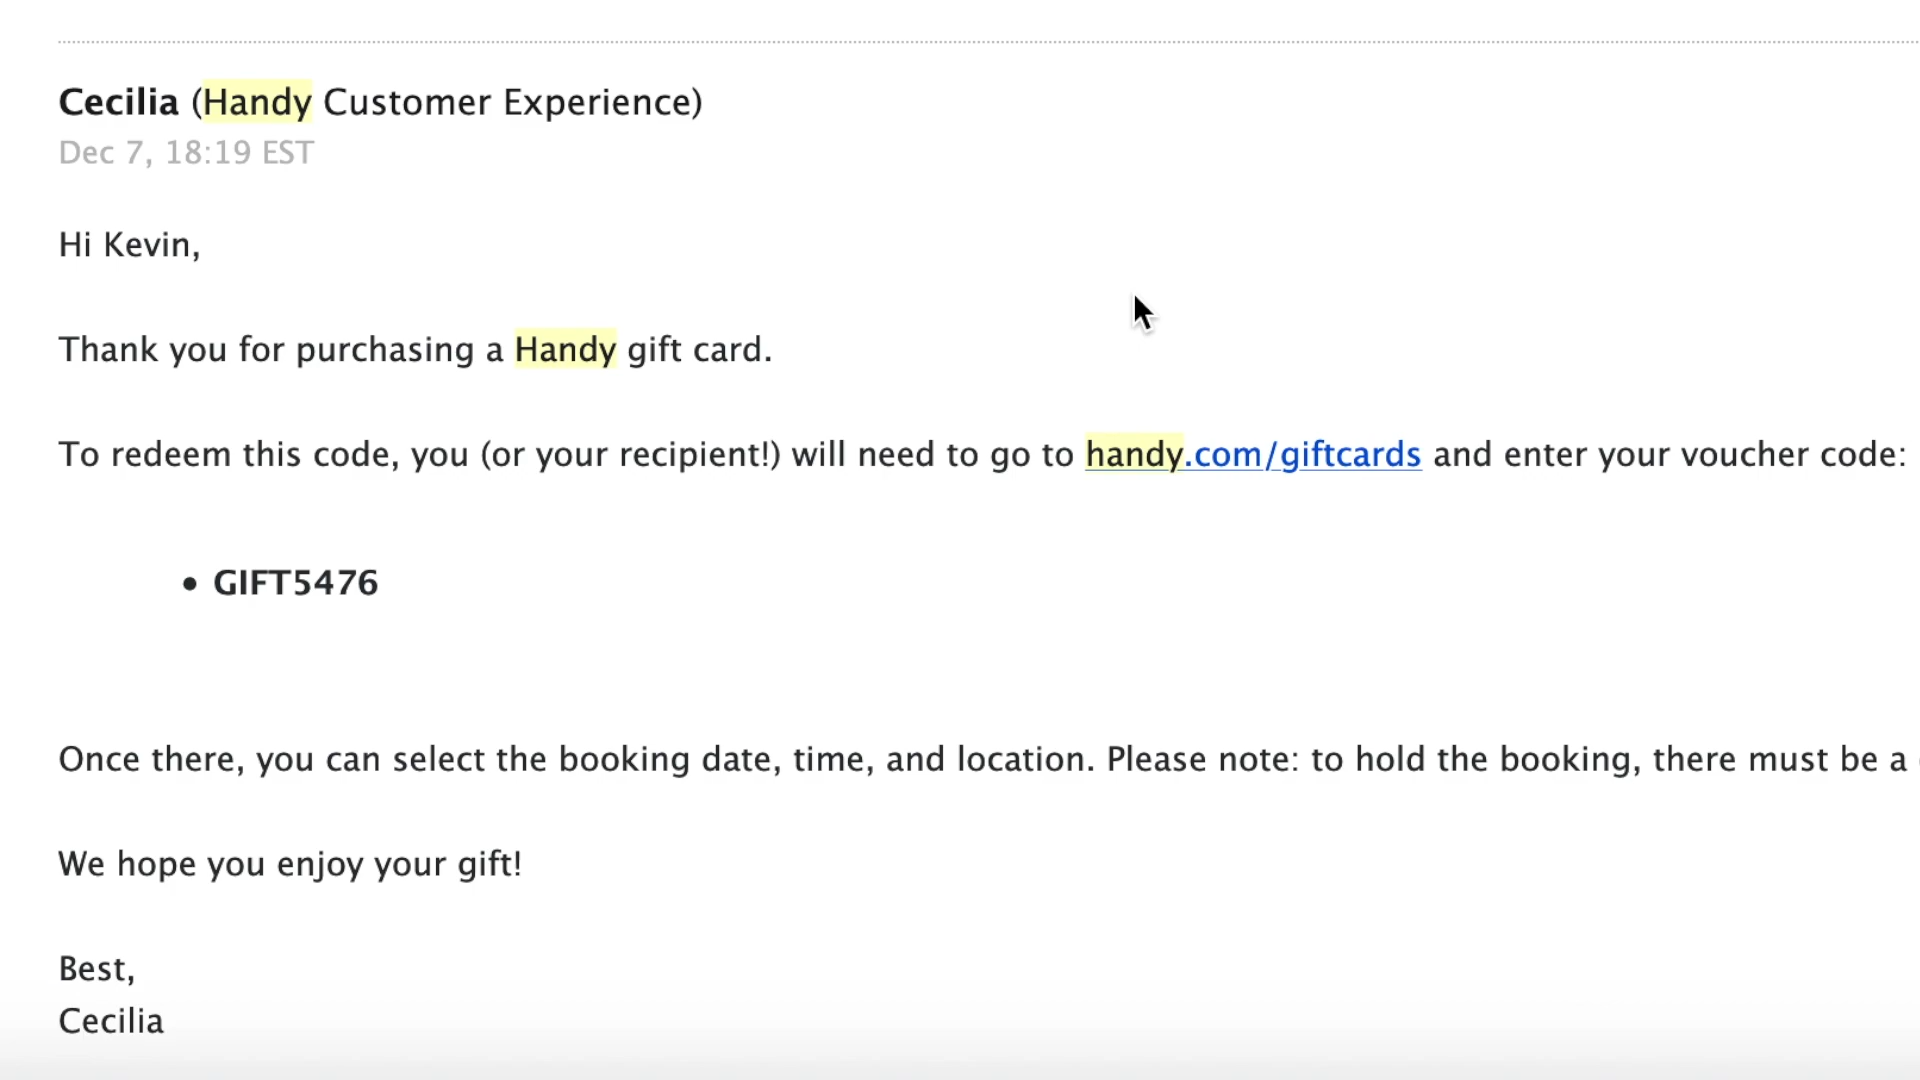 Cecilia (Handy Customer Experience)
Dec 7, 18:19 EST
Hi Kevin,
Thank you for purchasing a Handy gift card.
To redeem this code, you (or your recipient!) will need to go to handy.com/giftcards and enter your voucher code:
• GIFT5476
Once there, you can select the booking date, time, and location. Please note: to hold the booking, there must be a
We hope you enjoy your gift!
Best,
Cecilia